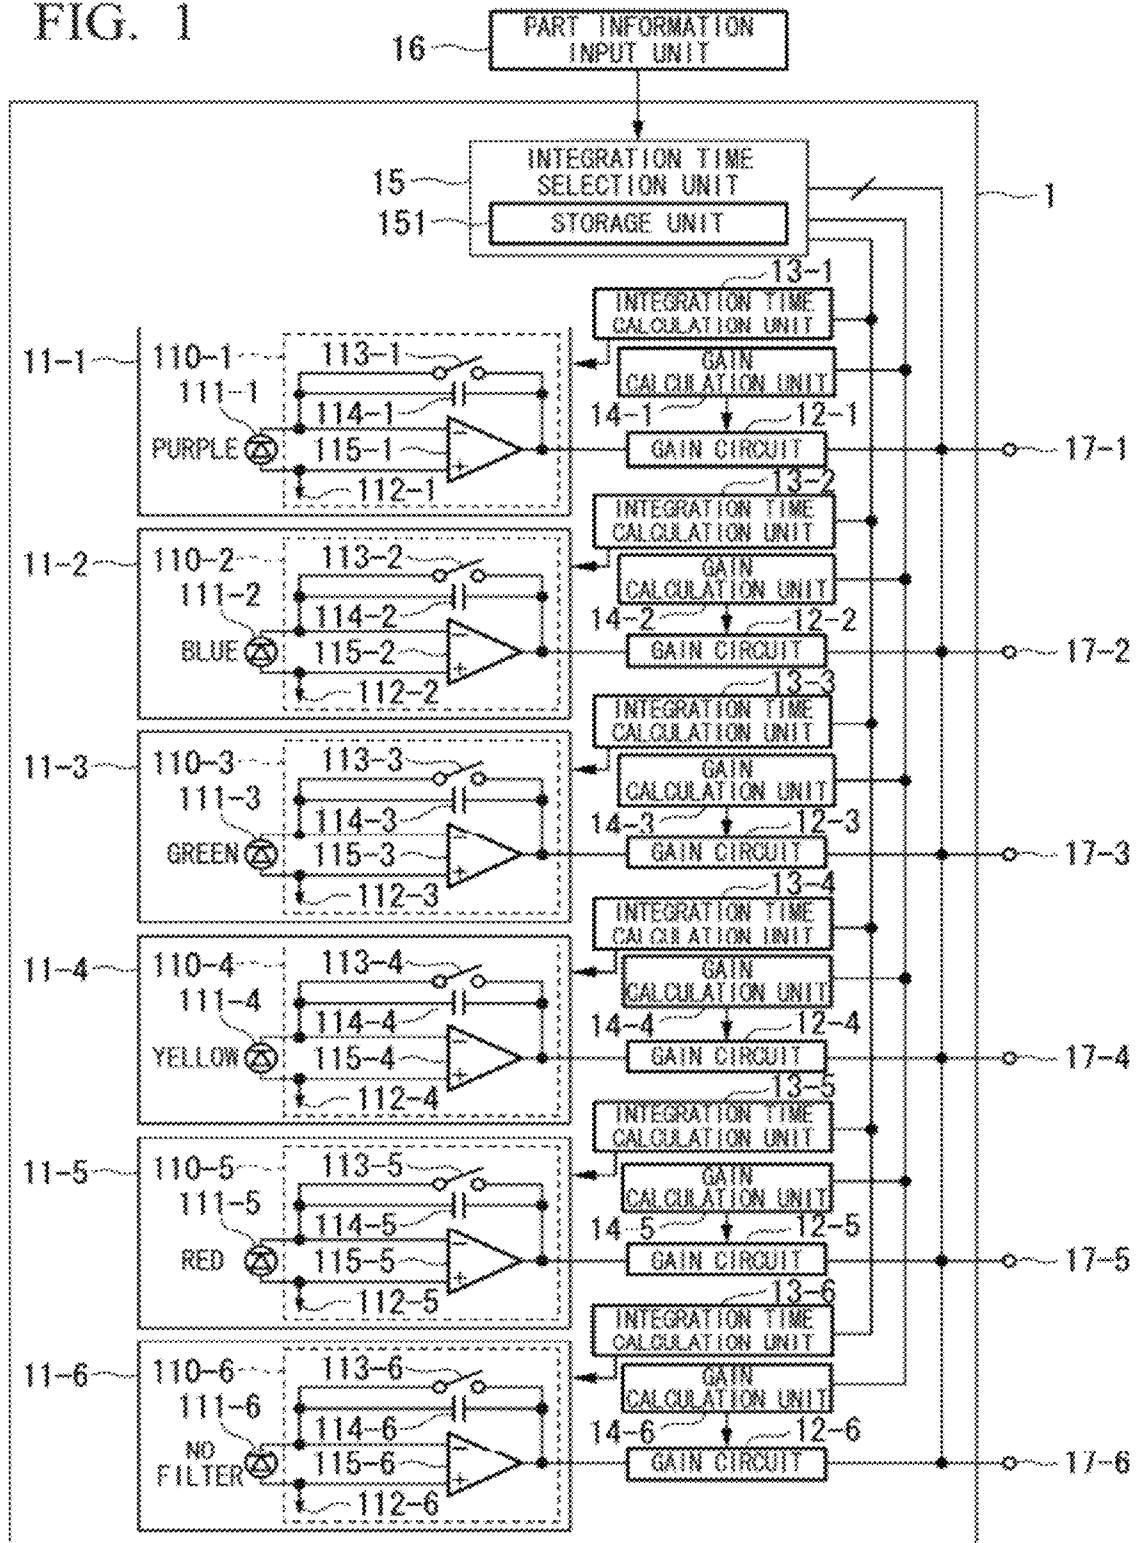 FIG. 1
PART INFORMATION
INPUT UNIT
16
INTEGRATION TIME
SELECTION UNIT
15
STORAGE UNIT
151
1
13-1
INTEGRATION TIME
CALCULATION UNIT
11-1
110-1
113-1
GAIN
CALCULATION UNIT
111-1
114-1
14-1
12-1
PURPLE
115-1
GAIN CIRCUIT
17-1
112-1
13-2
INTEGRATION TIME
CALCULATION UNIT
11-2
110-2
113-2
GAIN
CALCULATION UNIT
111-2
114-2
14-2
12-2
BLUE
115-2
GAIN CIRCUIT
17-2
112-2
13-3
INTEGRATION TIME
CALCULATION UNIT
11-3
110-3
113-3
GAIN
CALCULATION UNIT
111-3
114-3
14-3
12-3
GREEN
115-3
GAIN CIRCUIT
17-3
112-3
13-4
INTEGRATION TIME
CALCULATION UNIT
11-4
110-4
113-4
GAIN
CALCULATION UNIT
111-4
114-4
14-4
12-4
YELLOW
115-4
GAIN CIRCUIT
17-4
112-4
13-5
INTEGRATION TIME
CALCULATION UNIT
11-5
110-5
113-5
GAIN
CALCULATION UNIT
111-5
114-5
14-5
12-5
RED
115-5
GAIN CIRCUIT
17-5
112-5
13-6
INTEGRATION TIME
CALCULATION UNIT
11-6
110-6
113-6
GAIN
CALCULATION UNIT
111-6
114-6
14-6
12-6
NO
FILTER
115-6
GAIN CIRCUIT
17-6
112-6